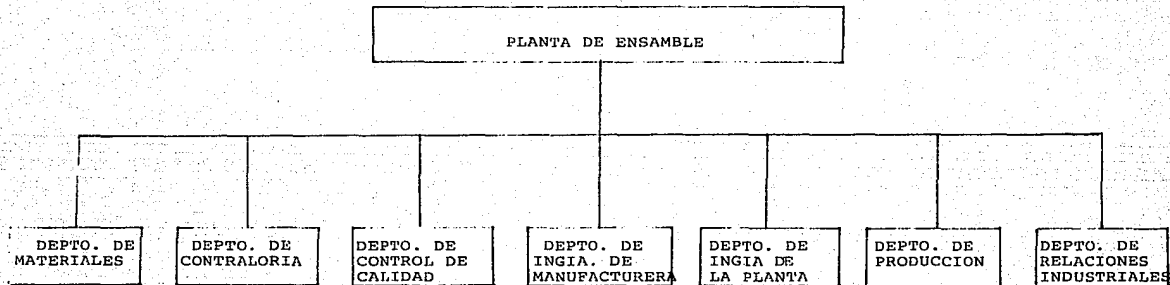 PLANTA DE ENSAMBLE
DEPTO. DE
MATERIALES
DEPTO. DE
CONTRALORIA
DEPTO. DE
CONTROL DE
CALIDAD
DEPTO. DE
INGIA. DE
MANUFACTURERA
DEPTO. DE
INGIA DE
LA PLANTA
DEPTO. DE
PRODUCCION
DEPTO. DE
RELACIONES
INDUSTRIALES